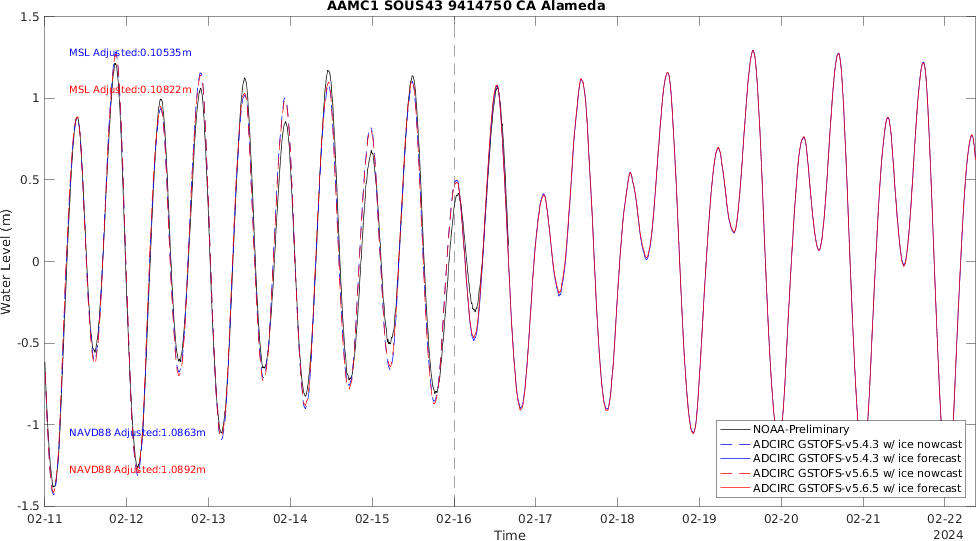 AAMC1 SOUS43 9414750 CA Alameda
1.5
1
0.5
0
-0.5
-1
-1.5
Water Level (m)
MSL Adjusted:0.10535m
MSL Adjusted:0.10822m
NAVD88 Adjusted:1.0863m
NAVD88 Adjusted:1.0892m
NOAA-Preliminary
ADCIRC GSTOFS-v5.4.3 w/ ice nowcast
ADCIRC GSTOFS-v5.4.3 w/ ice forecast
ADCIRC GSTOFS-v5.6.5 w/ ice nowcast
ADCIRC GSTOFS-v5.6.5 w/ ice forecast
02-11 02-12 02-13 02-14 02-15 02-16 02-17 02-18 02-19 02-20 02-21 02-22
Time
2024